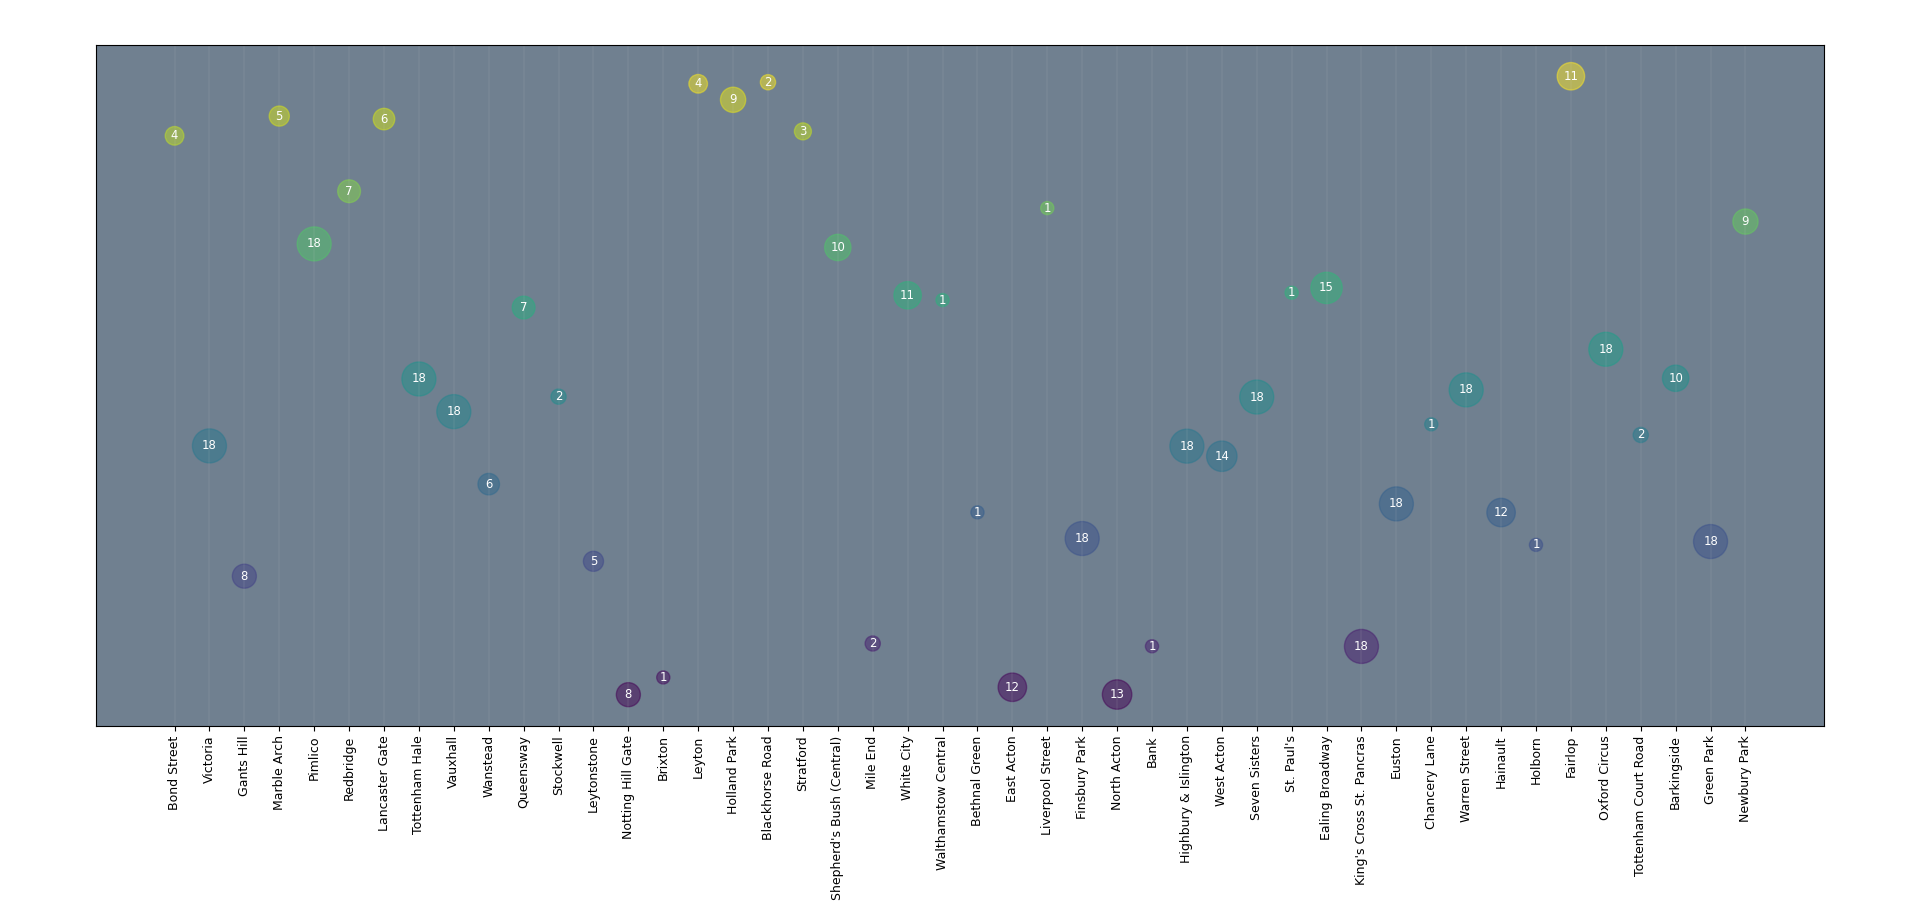 4
18
8
5
18
7
6
18
18
6
7
2
5
8
1
4
9
2
3
10
2
11
1
1
12
1
18
13
1
18
14
18
1
15
18
18
1
18
12
1
11
18
2
10
18
9
Bond Street
Victoria
Gants Hill
Marble Arch
Pimlico
Redbridge
Lancaster Gate
Tottenham Hale
Vauxhall
Wanstead
Queensway
Stockwell
Leytonstone
Notting Hill Gate
Brixton
Leyton
Holland Park
Blackhorse Road
Stratford
Shepherd's Bush (Central)
Mile End
White City
Walthamstow Central
Bethnal Green
East Acton
Liverpool Street
Finsbury Park
North Acton
Bank
Highbury & Islington
West Acton
Seven Sisters
St. Paul's
Ealing Broadway
King's Cross St. Pancras
Euston
Chancery Lane
Warren Street
Hainault
Holborn
Fairlop
Oxford Circus
Tottenham Court Road
Barkingside
Green Park
Newbury Park